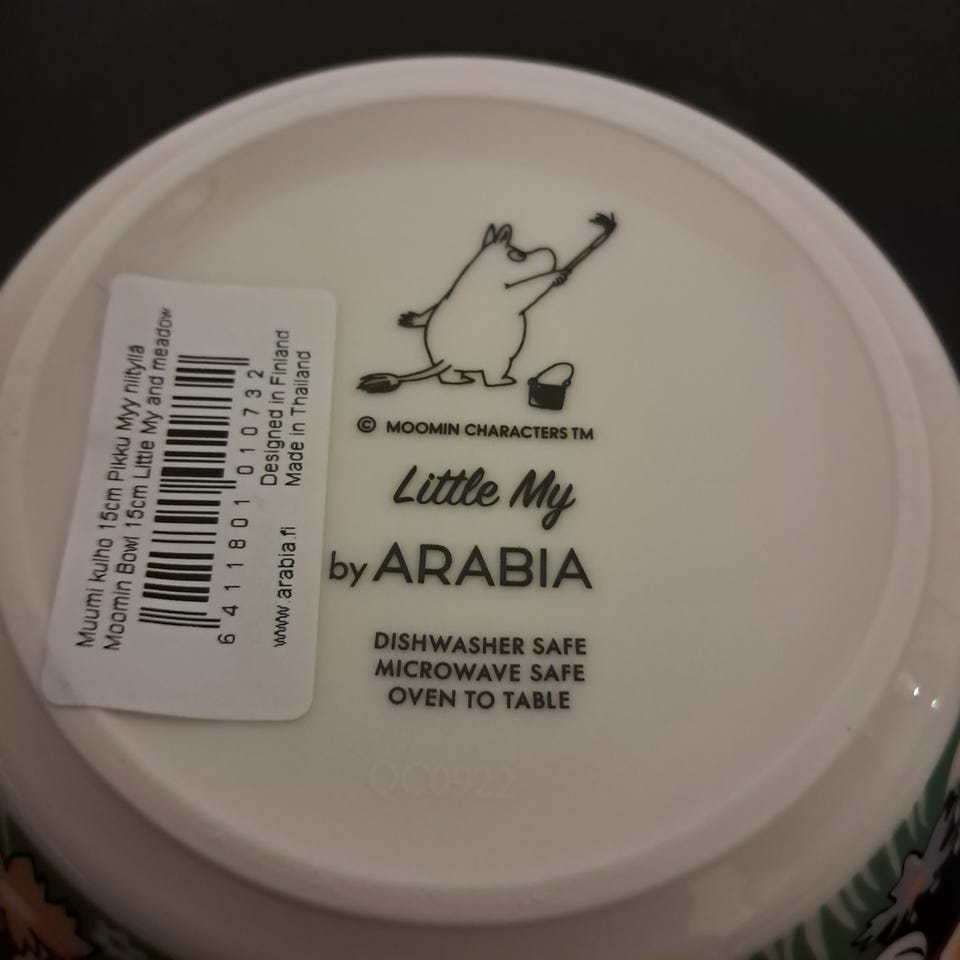 Muumi kulho 15cm Pikku Myy niityllä
Moomin Bowl 15cm Little My and meadow
6 411801 010732
www.arabia.fi
Designed in Finland
Made in Thailand
© MOOMIN CHARACTERS TM
Little My
by ARABIA
DISHWASHER SAFE
MICROWAVE SAFE
OVEN TO TABLE
QC0922